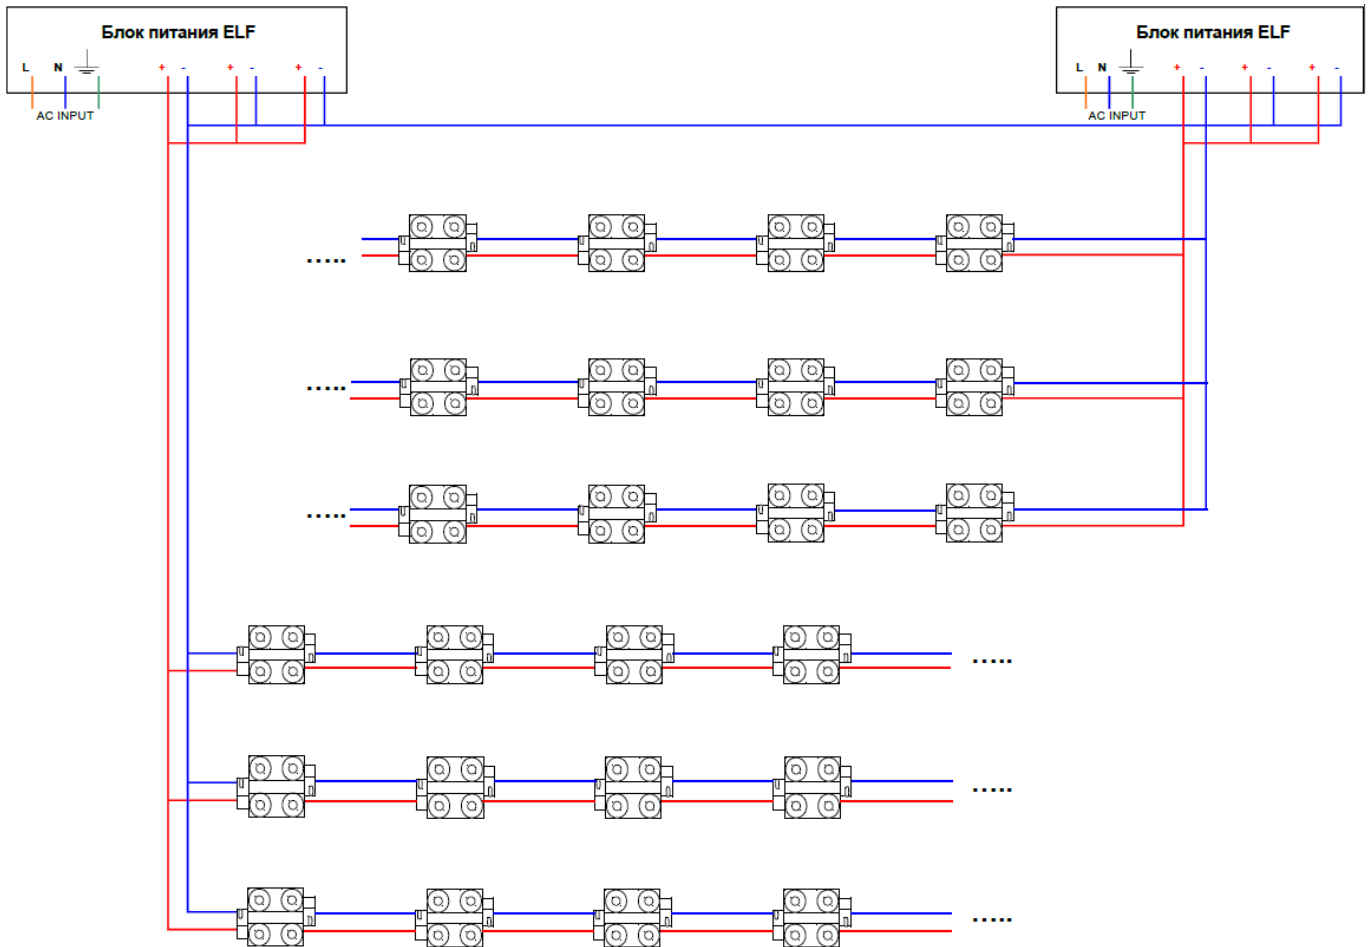 Блок питания ELF
L N + - + - + -
AC INPUT
Блок питания ELF
L N + - + - + -
AC INPUT
.....
.....
.....
.....
.....
.....